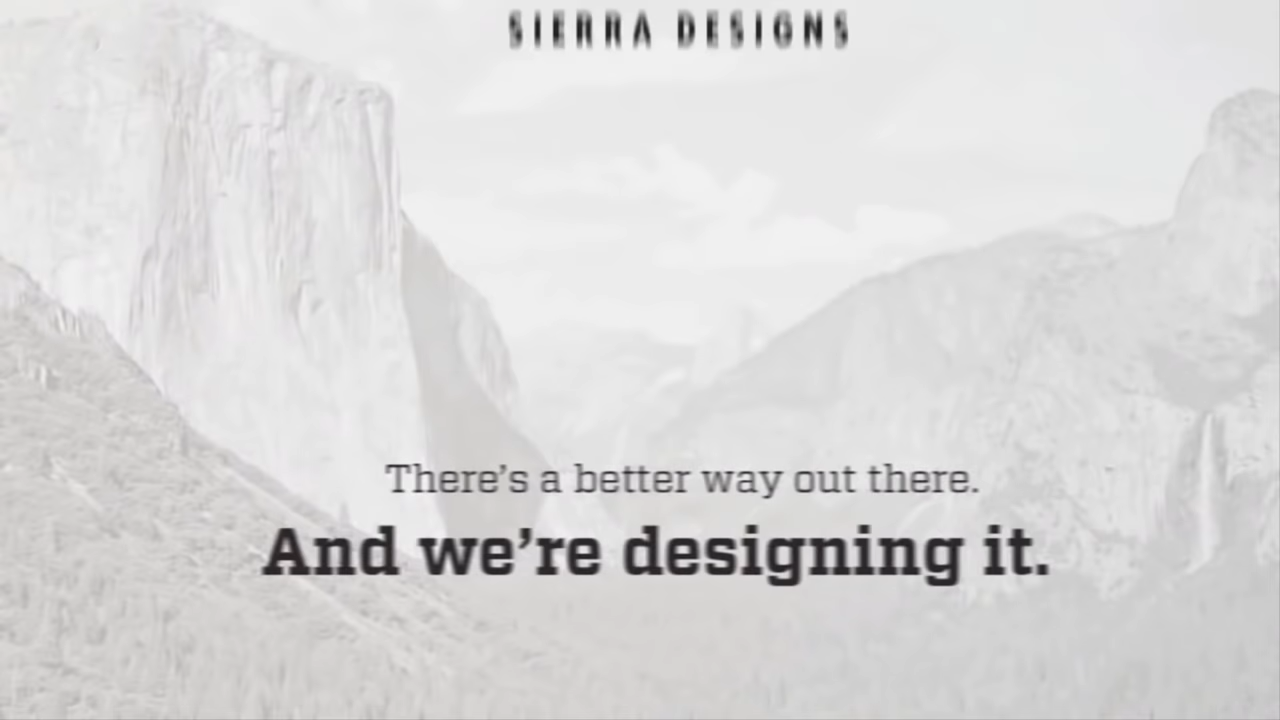 SIERRA DESIGNS
There's a better way out there.
And we're designing it.